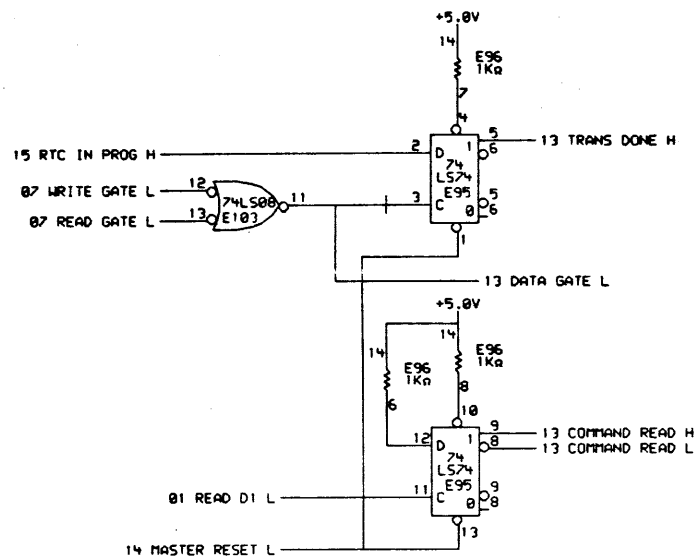 +5.0V
14
E96
1KΩ
7
4
15 RTC IN PROG H
2
D
1
5
13 TRANS DONE H
6
74
LS74
E95
07 WRITE GATE L
12
74LS08
E103
11
3
C
0
5
6
07 READ GATE L
13
1
13 DATA GATE L
+5.0V
14
14
E96
1KΩ
E96
1KΩ
6
8
10
12
D
1
9
13 COMMAND READ H
8
13 COMMAND READ L
74
LS74
E95
01 READ D1 L
11
C
0
9
8
13
14 MASTER RESET L